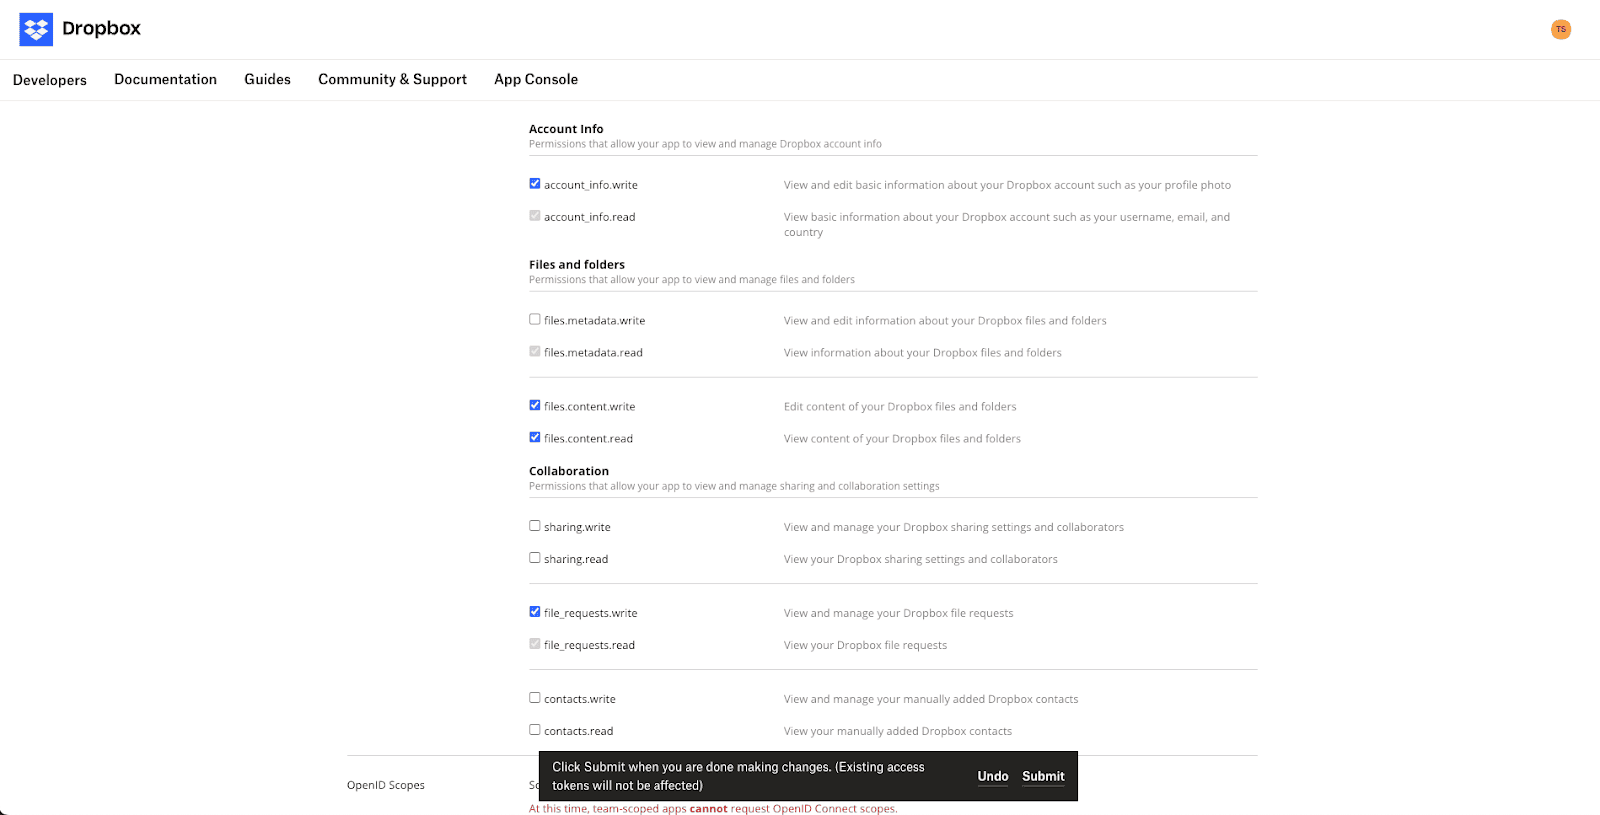 Dropbox
TS
Developers Documentation Guides Community & Support App Console
Account Info
Permissions that allow your app to view and manage Dropbox account info
account_info.write View and edit basic information about your Dropbox account such as your profile photo
account_info.read View basic information about your Dropbox account such as your username, email, and
country
Files and folders
Permissions that allow your app to view and manage files and folders
files.metadata.write View and edit information about your Dropbox files and folders
files.metadata.read View information about your Dropbox files and folders
files.content.write Edit content of your Dropbox files and folders
files.content.read View content of your Dropbox files and folders
Collaboration
Permissions that allow your app to view and manage sharing and collaboration settings
sharing.write View and manage your Dropbox sharing settings and collaborators
sharing.read View your Dropbox sharing settings and collaborators
file_requests.write View and manage your Dropbox file requests
file_requests.read View your Dropbox file requests
contacts.write View and manage your manually added Dropbox contacts
contacts.read View your manually added Dropbox contacts
Click Submit when you are done making changes. (Existing access
tokens will not be affected)
Undo Submit
OpenID Scopes
At this time, team-scoped apps cannot request OpenID Connect scopes.